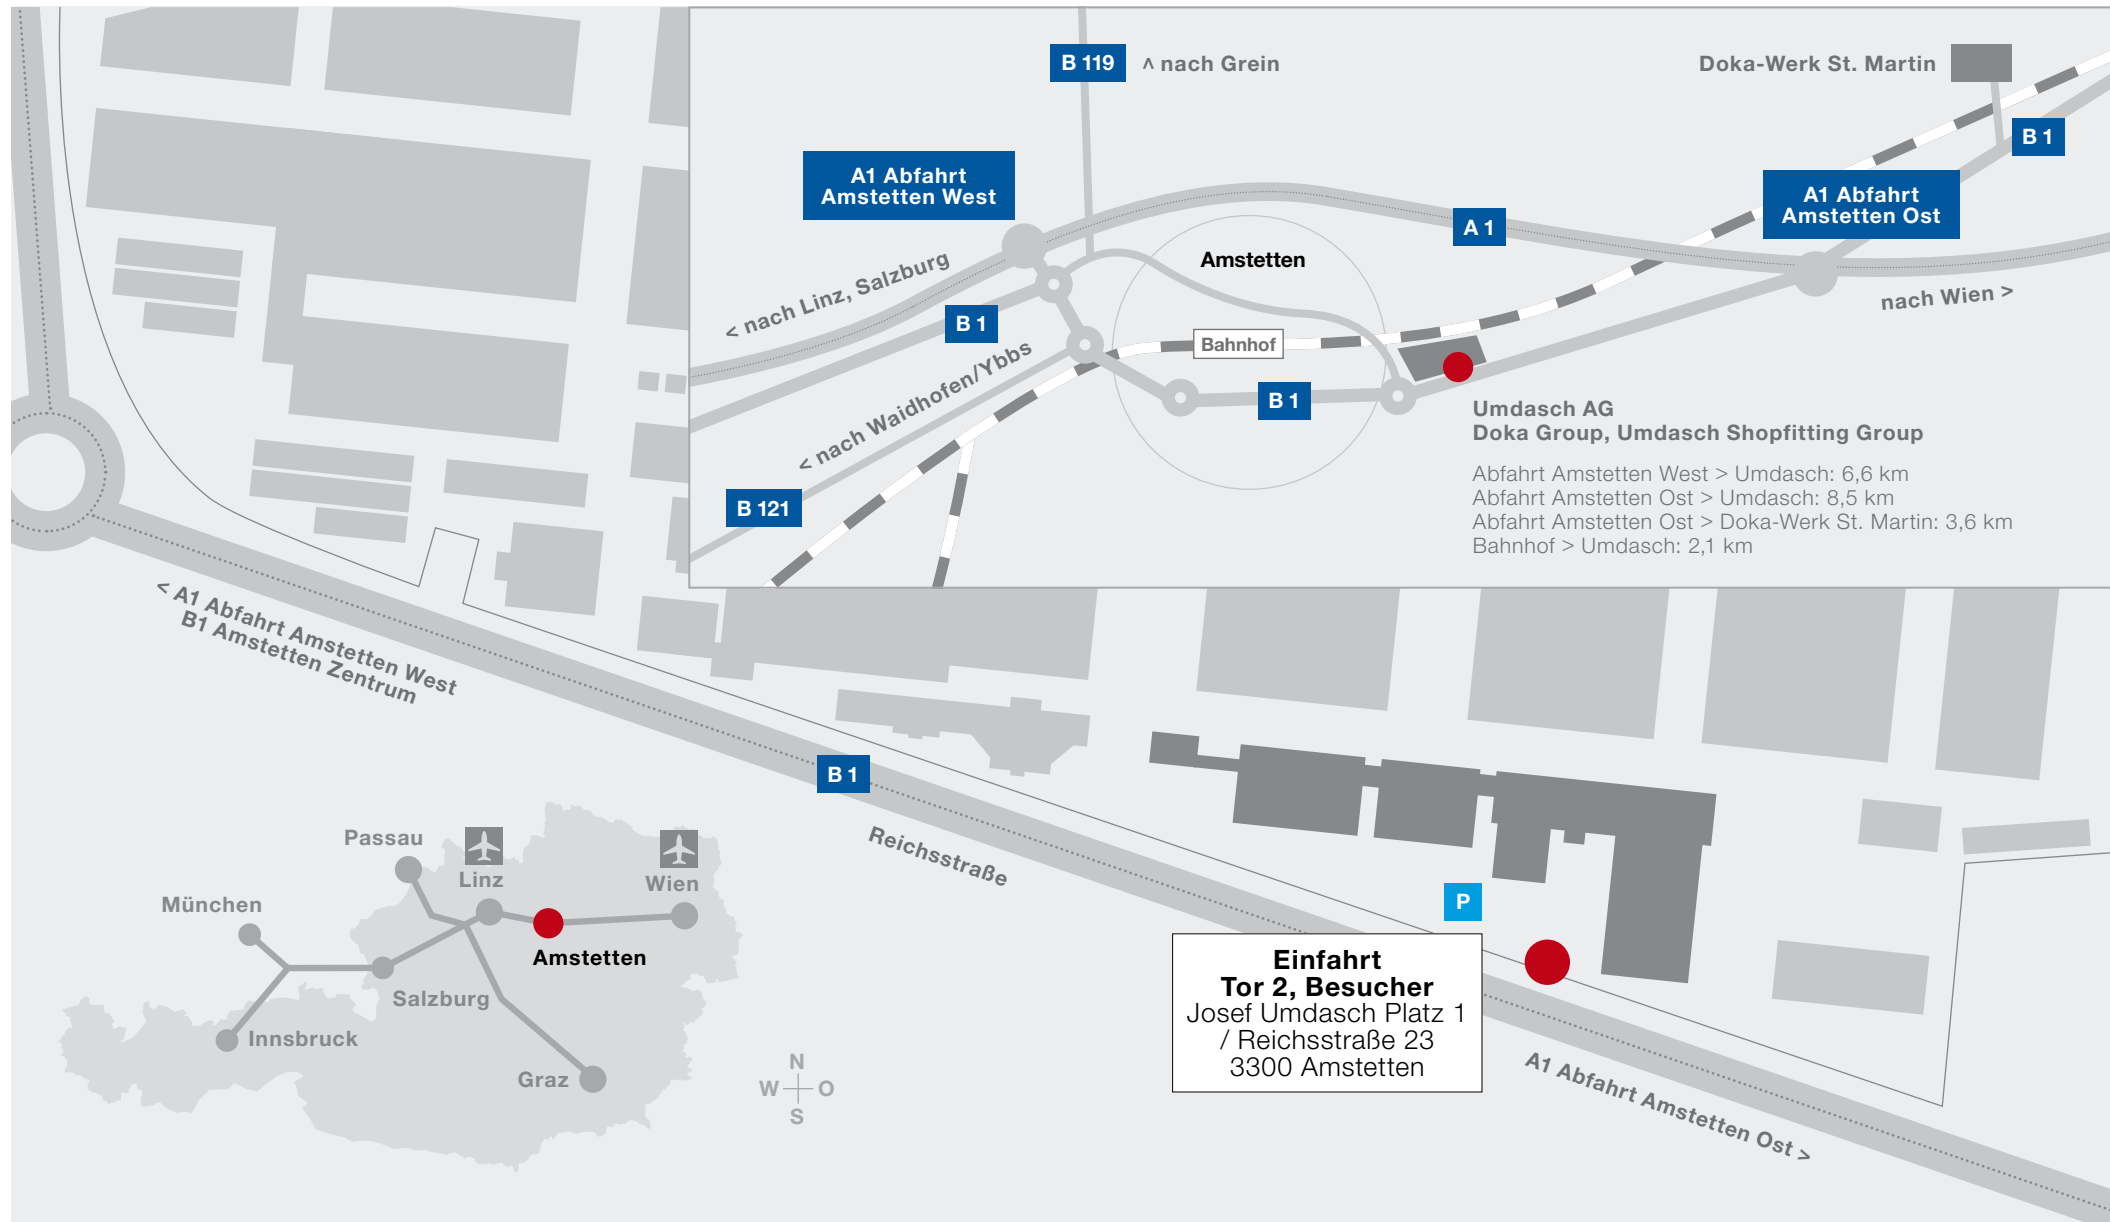 B 119
^ nach Grein
Doka-Werk St. Martin
B 1
A1 Abfahrt
Amstetten West
A1 Abfahrt
Amstetten Ost
A 1
Amstetten
< nach Linz, Salzburg
nach Wien >
B 1
Bahnhof
< nach Waidhofen/Ybbs
B 1
B 121
Umdasch AG
Doka Group, Umdasch Shopfitting Group
Abfahrt Amstetten West > Umdasch: 6,6 km
Abfahrt Amstetten Ost > Umdasch: 8,5 km
Abfahrt Amstetten Ost > Doka-Werk St. Martin: 3,6 km
Bahnhof > Umdasch: 2,1 km
< A1 Abfahrt Amstetten West
B1 Amstetten Zentrum
B 1
Reichsstraße
Passau
Linz
Wien
München
Amstetten
Salzburg
Innsbruck
Graz
N
W
O
S
P
Einfahrt
Tor 2, Besucher
Josef Umdasch Platz 1
/ Reichsstraße 23
3300 Amstetten
A1 Abfahrt Amstetten Ost >